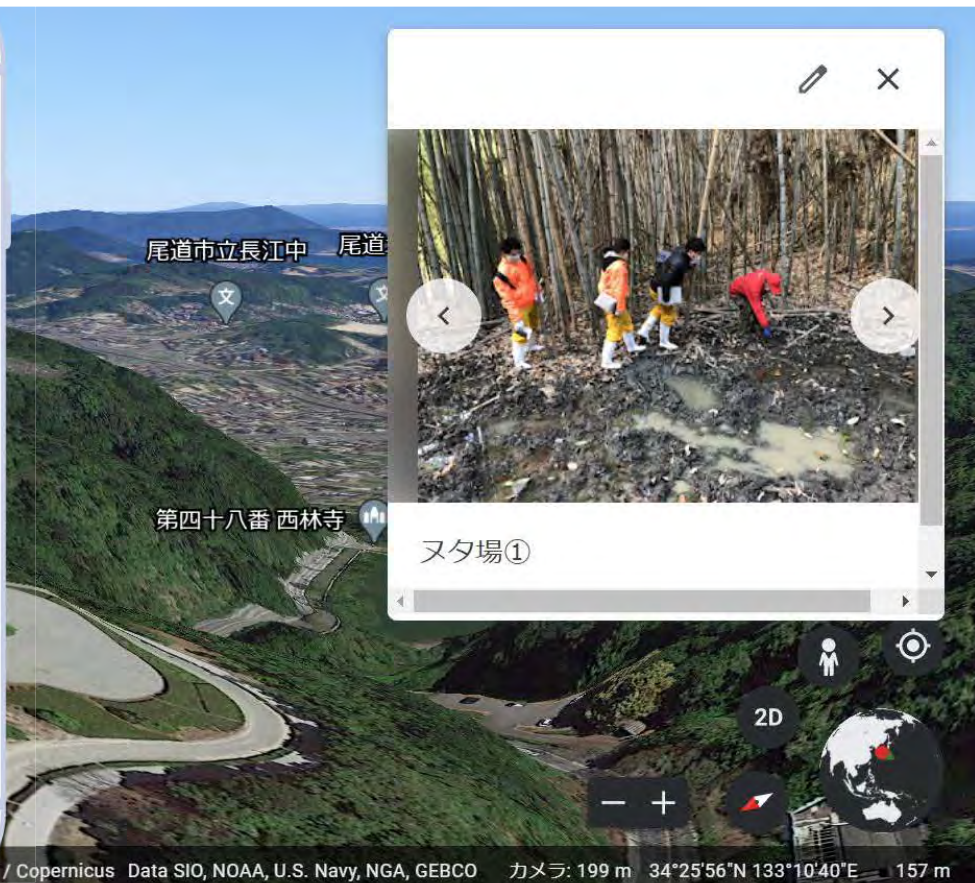 尾道市立長江中
尾道
第四十八番 西林寺
ヌタ場①
2D
/ Copernicus Data SIO, NOAA, U.S. Navy, NGA, GEBCO カメラ: 199 m 34°25'56"N 133°10'40"E 157 m